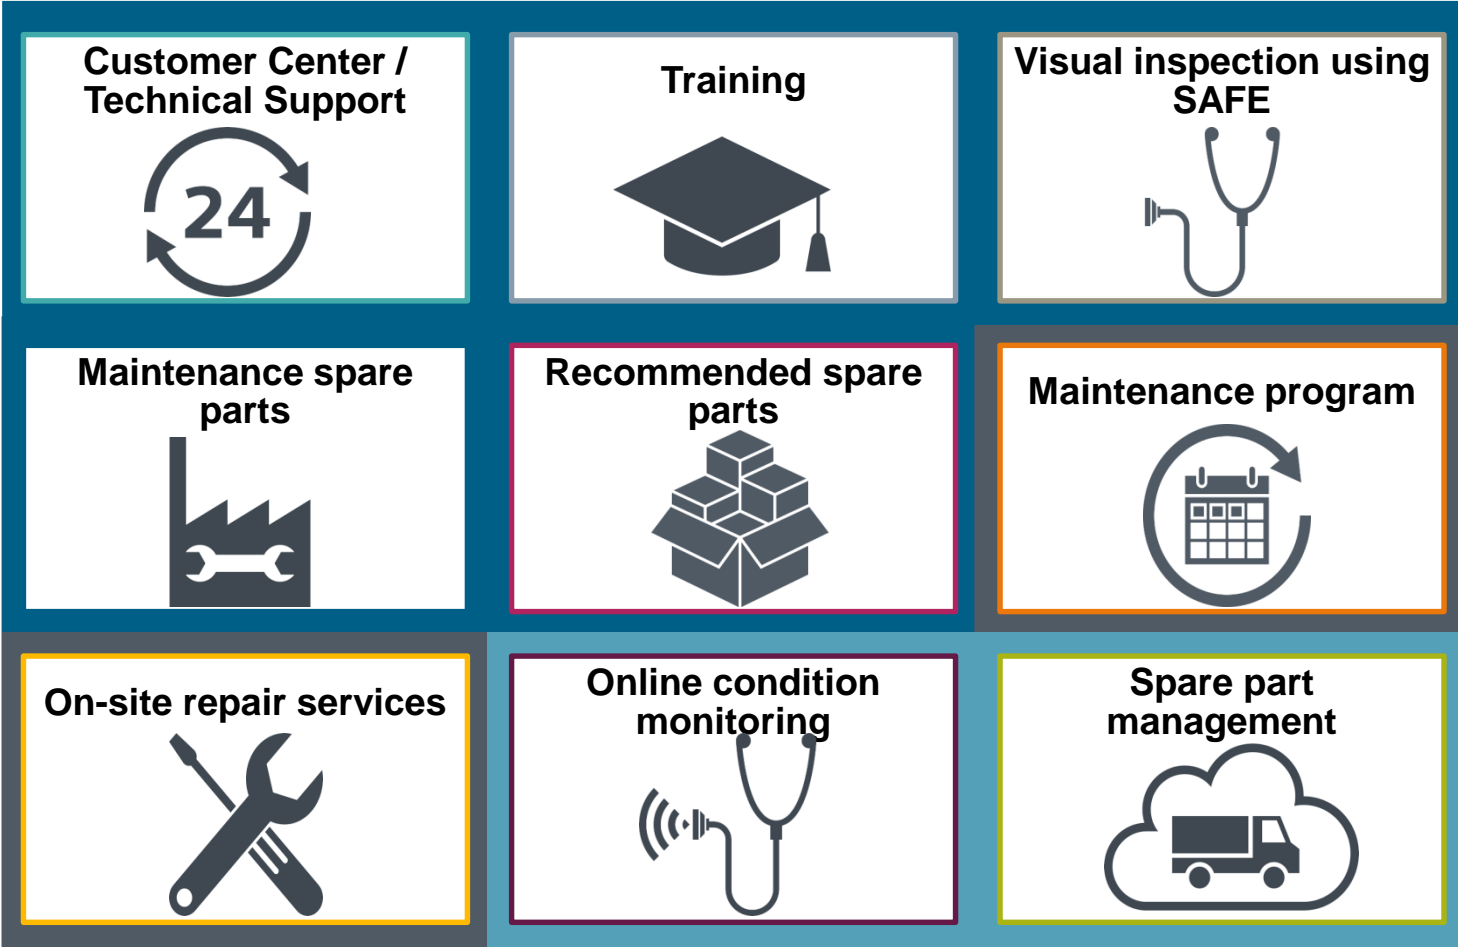 Customer Center /
Technical Support
24
Training
Visual inspection using
SAFE
Maintenance spare
parts
Recommended spare
parts
Maintenance program
On-site repair services
Online condition
monitoring
Spare part
management